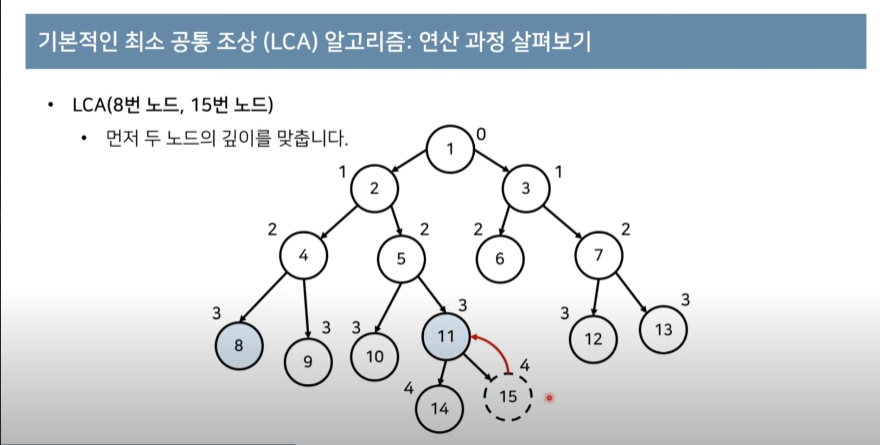 기본적인 최소 공통 조상 (LCA) 알고리즘: 연산 과정 살펴보기
• LCA(8번 노드, 15번 노드)
• 먼저 두 노드의 깊이를 맞춥니다.
1 0
1 2 3 1
2 4 5 2 2 6 7 2
3 8 9 3 3 10 11 3 3 12 13 3
4 14 15 4